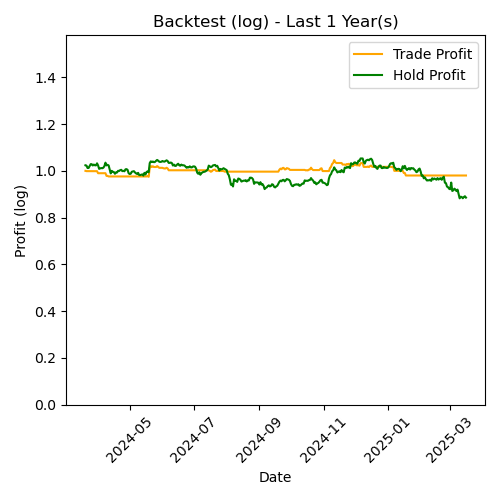 Backtest (log) - Last 1 Year(s)
Trade Profit
Hold Profit
Profit (log)
1.4
1.2
1.0
0.8
0.6
0.4
0.2
0.0
2024-05
2024-07
2024-09
2024-11
2025-01
2025-03
Date